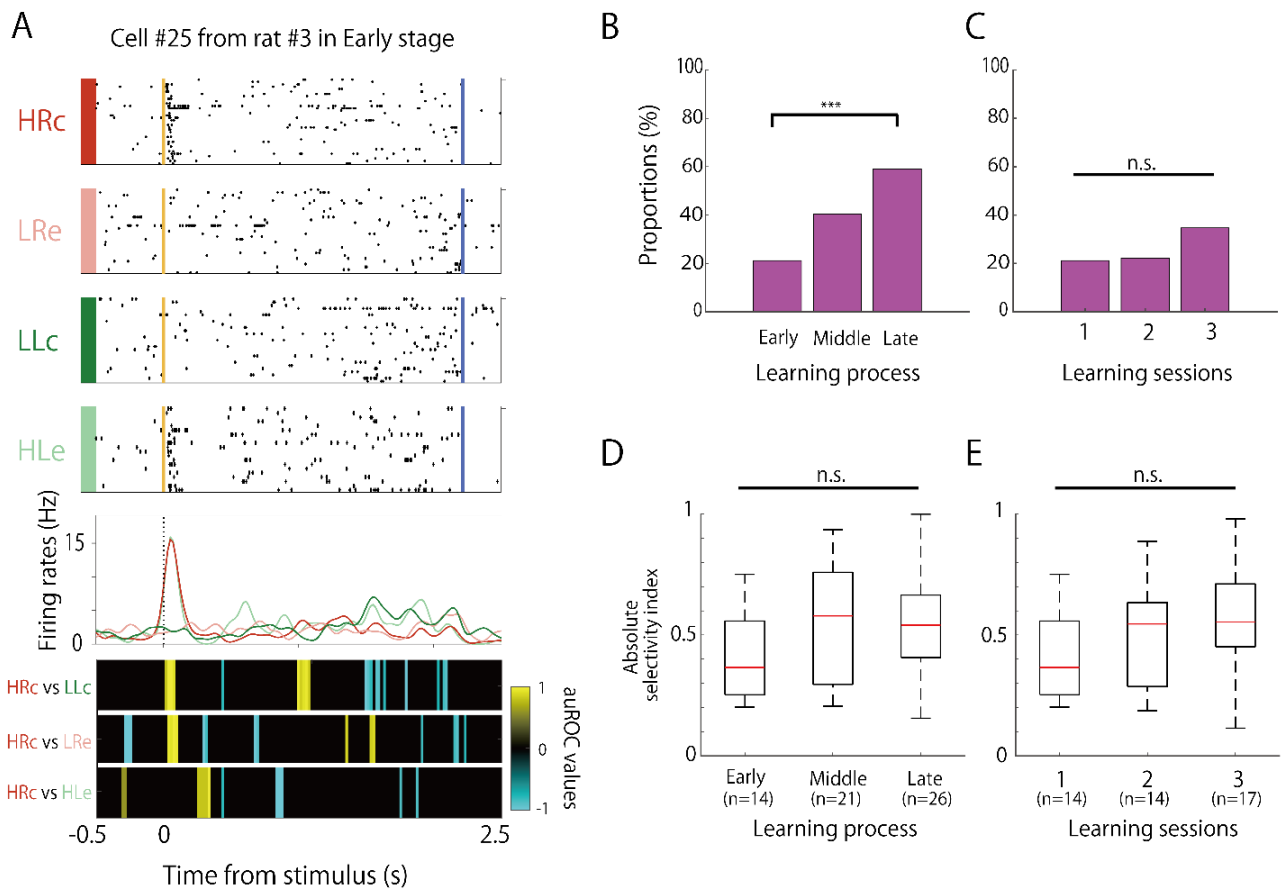 A
Cell #25 from rat #3 in Early stage
HRc
LRe
LLc
HLe
Firing rates (Hz)
15
0
HRc vs LLc
HRc vs LRe
HRc vs HLe
1
0
-1
auROC values
-0.5
0
2.5
Time from stimulus (s)
B
100
80
60
40
20
0
Proportions (%)
***
Early
Middle
Late
Learning process
C
100
80
60
40
20
0
n.s.
1
2
3
Learning sessions
D
n.s.
1
0.5
0
Absolute
selectivity index
Early
Middle
Late
(n=14)
(n=21)
(n=26)
Learning process
E
n.s.
1
0.5
0
1
2
3
(n=14)
(n=14)
(n=17)
Learning sessions